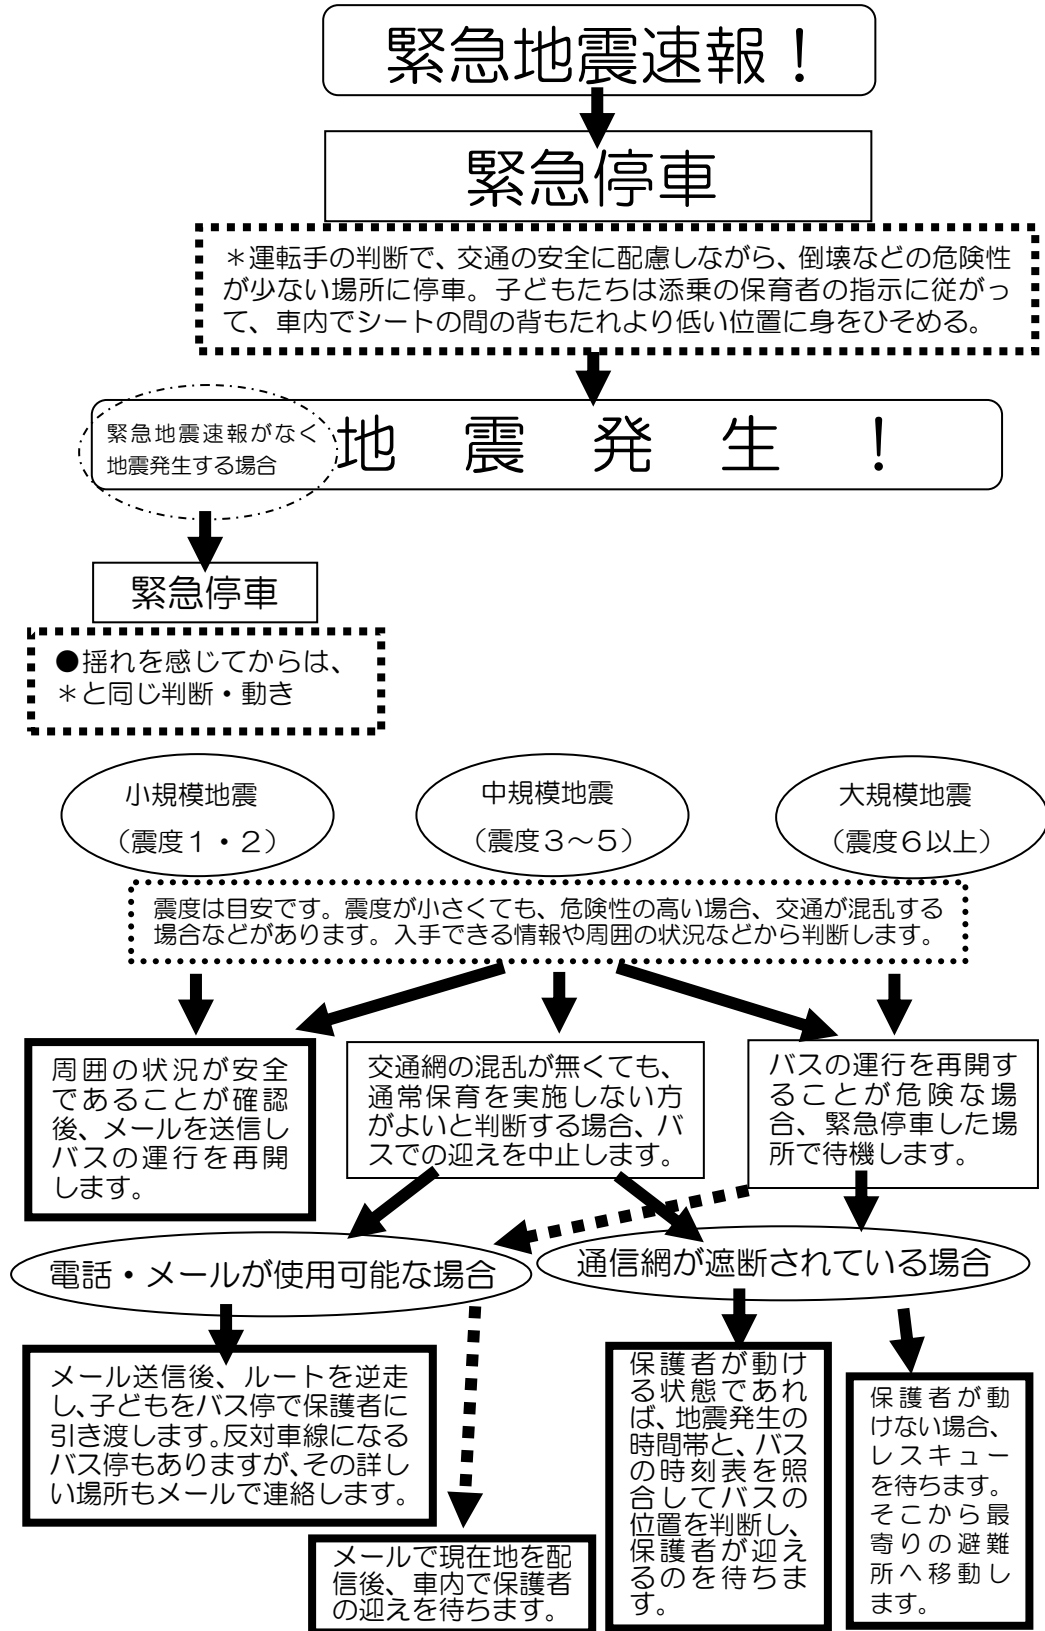 緊急地震速報！
緊急停車
＊運転手の判断で、交通の安全に配慮しながら、倒壊などの危険性
が少ない場所に停車。子どもたちは添乗の保育者の指示に従がっ
て、車内でシートの間の背もたれより低い位置に身をひそめる。
緊急地震速報がなく
地震発生する場合
地震発生！
緊急停車
●揺れを感じてからは、
＊と同じ判断・動き
小規模地震
（震度１・２）
中規模地震
（震度３～５）
大規模地震
（震度６以上）
震度は目安です。震度が小さくても、危険性の高い場合、交通が混乱する
場合などがあります。入手できる情報や周囲の状況などから判断します。
周囲の状況が安全
であることが確認
後、メールを送信し
バスの運行を再開
します。
交通網の混乱が無くても、
通常保育を実施しない方
がよいと判断する場合、バ
スでの迎えを中止します。
バスの運行を再開す
ることが危険な場
合、緊急停車した場
所で待機します。
電話・メールが使用可能な場合
通信網が遮断されている場合
メール送信後、ルートを逆走
し、子どもをバス停で保護者に
引き渡します。反対車線になる
バス停もありますが、その詳し
い場所もメールで連絡します。
メールで現在地を配
信後、車内で保護者
の迎えを待ちます。
保護者が動け
る状態であれ
ば、地震発生の
時間帯と、バス
の時刻表を照
合してバスの
位置を判断し、
保護者が迎え
るのを待ちま
す。
保護者が動
けない場合、
レスキュー
を待ちます。
そこから最
寄りの避難
所へ移動し
ます。